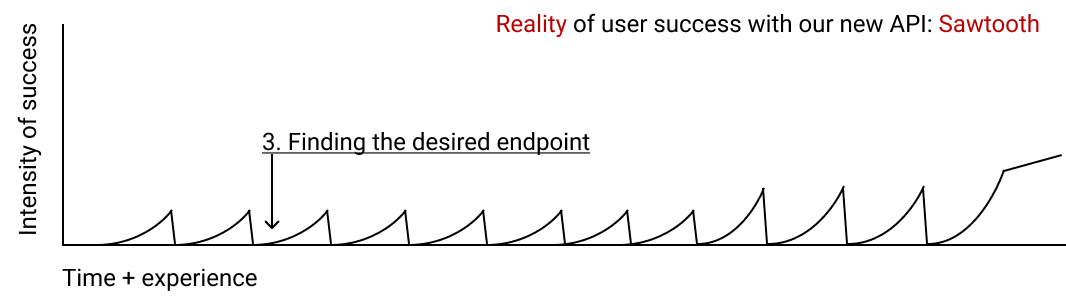 Reality of user success with our new API: Sawtooth
Intensity of success
3. Finding the desired endpoint
Time + experience